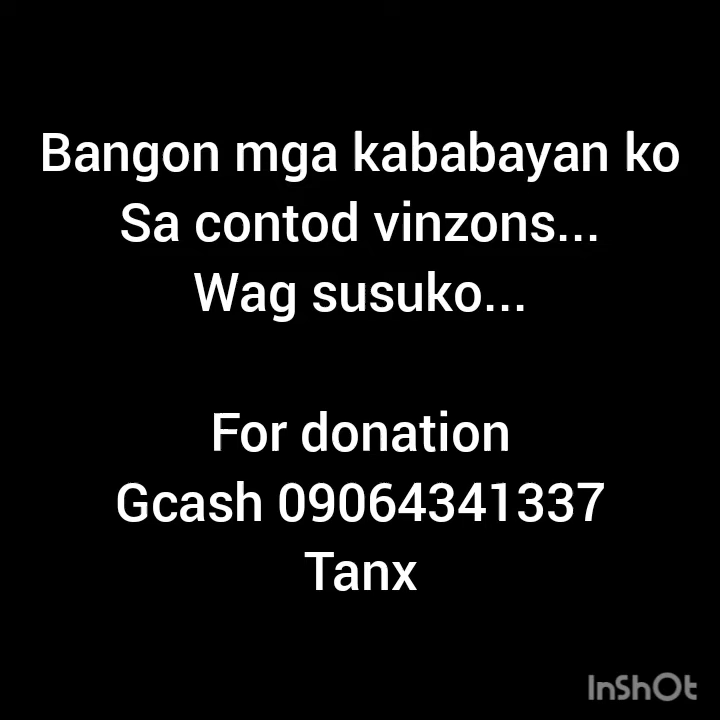 Bangon mga kababayan ko
Sa contod vinzons...
Wag susuko...
For donation
Gcash 09064341337
Tanx
InShOt